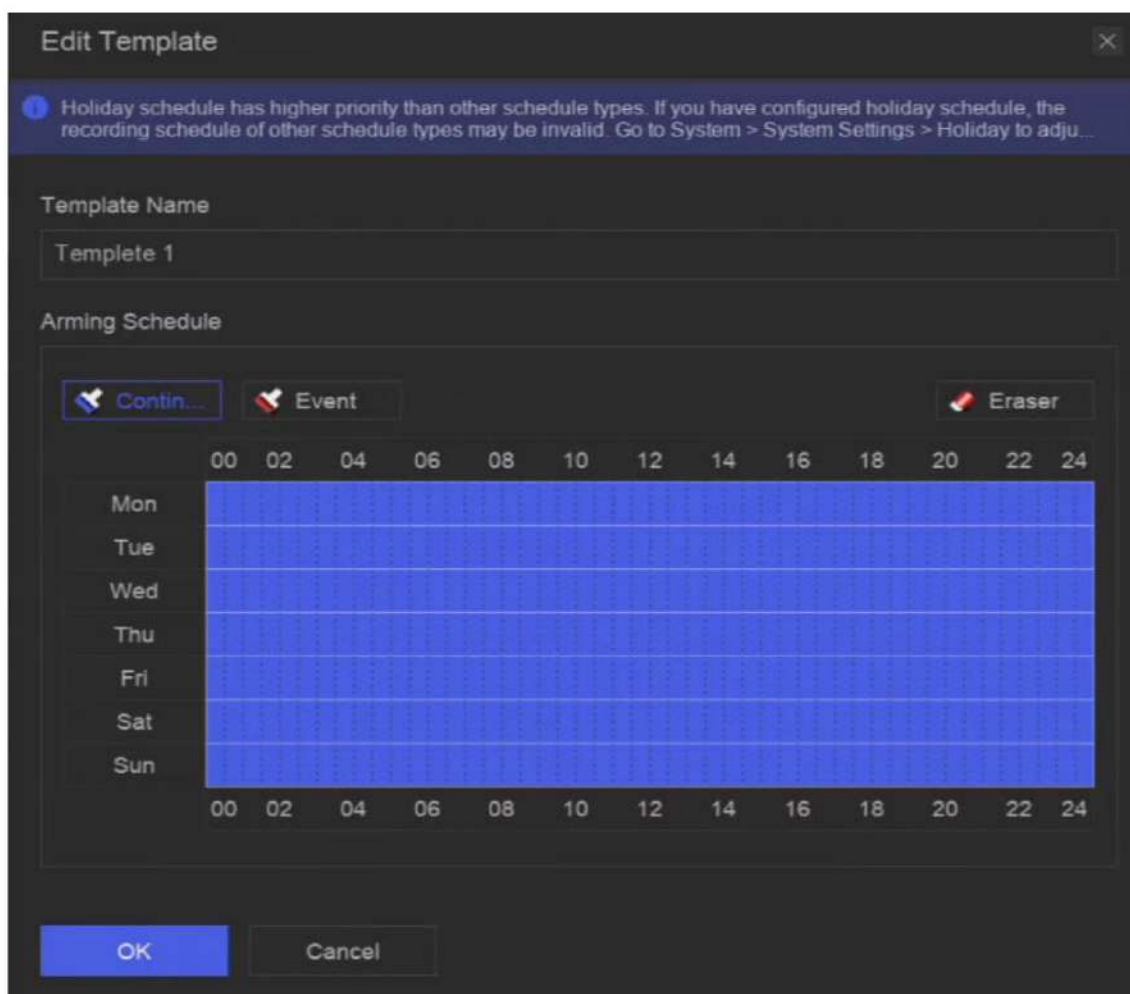 Edit Template
Holiday schedule has higher priority than other schedule types. If you have configured holiday schedule, the
recording schedule of other schedule types may be invalid. Go to System > System Settings > Holiday to adju...
Template Name
Templete 1
Arming Schedule
Contin... Event Eraser
00 02 04 06 08 10 12 14 16 18 20 22 24
Mon
Tue
Wed
Thu
Fri
Sat
Sun
00 02 04 06 08 10 12 14 16 18 20 22 24
OK Cancel